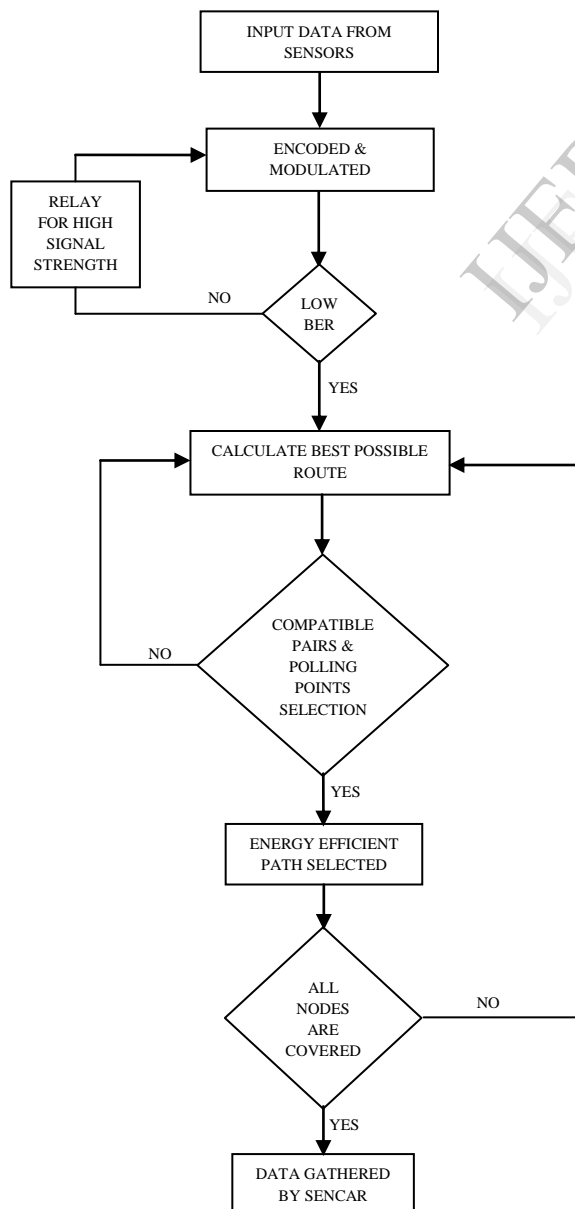 INPUT DATA FROM
SENSORS
ENCODED &
MODULATED
RELAY
FOR HIGH
SIGNAL
STRENGTH
NO
LOW
BER
YES
CALCULATE BEST POSSIBLE
ROUTE
COMPATIBLE
PAIRS &
POLLING
POINTS
SELECTION
NO
YES
ENERGY EFFICIENT
PATH SELECTED
ALL
NODES
ARE
COVERED
NO
YES
DATA GATHERED
BY SENCAR